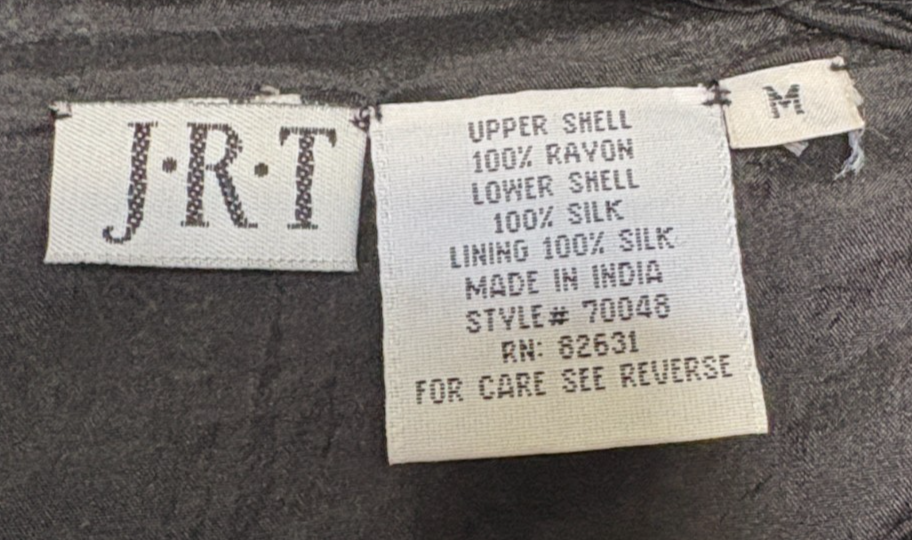 J·R·T
UPPER SHELL
100% RAYON
LOWER SHELL
100% SILK
LINING 100% SILK
MADE IN INDIA
STYLE# 70048
RN: 82631
FOR CARE SEE REVERSE
M